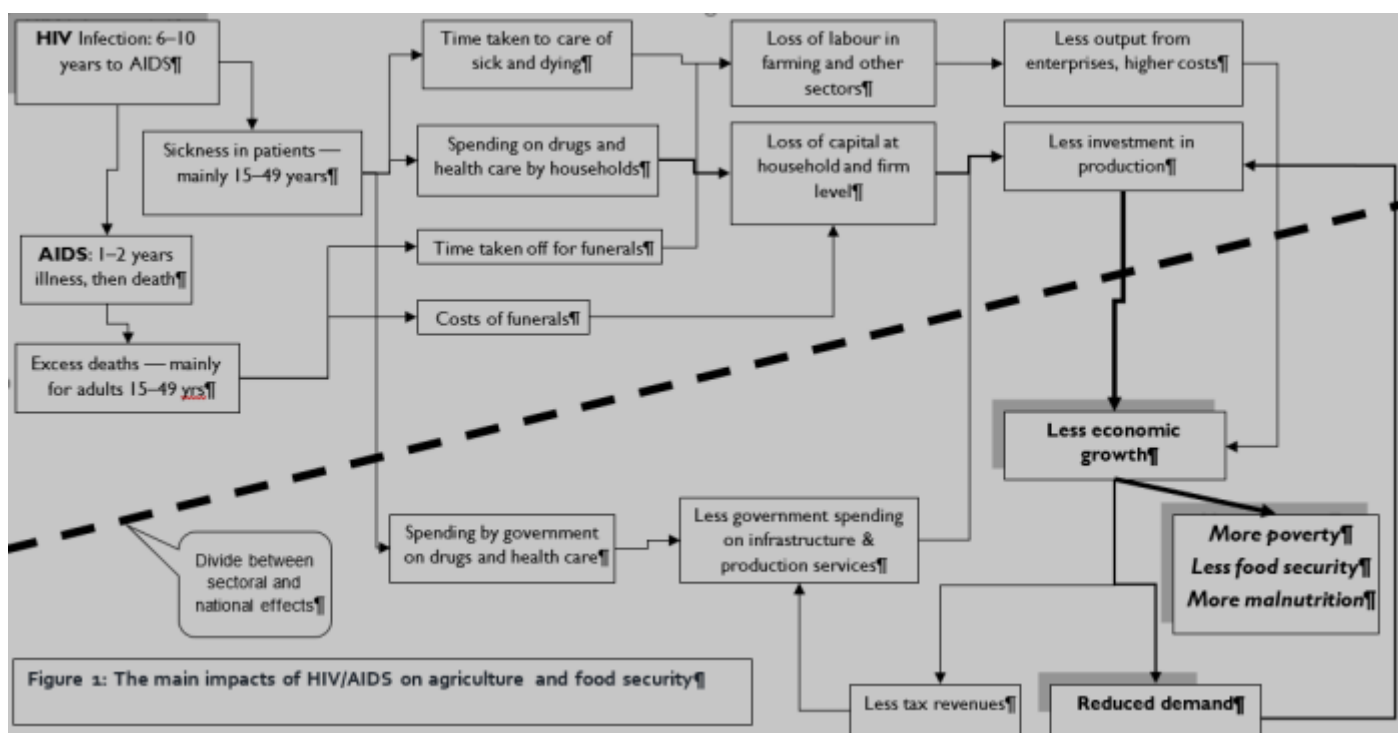 HIV Infection: 6–10
years to AIDS¶
Time taken to care of
sick and dying¶
Loss of labour in
farming and other
sectors¶
Less output from
enterprises, higher costs¶
Sickness in patients —
mainly 15–49 years¶
Spending on drugs and
health care by households¶
Loss of capital at
household and firm
level¶
Less investment in
production¶
AIDS: 1–2 years
illness, then death¶
Time taken off for funerals¶
Costs of funerals¶
Excess deaths — mainly
for adults 15–49 yrs¶
Less economic
growth¶
Divide between
sectoral and
national effects¶
Spending by government
on drugs and health care¶
Less government spending
on infrastructure &
production services¶
More poverty¶
Less food security¶
More malnutrition¶
Figure 1: The main impacts of HIV/AIDS on agriculture and food security¶
Less tax revenues¶
Reduced demand¶